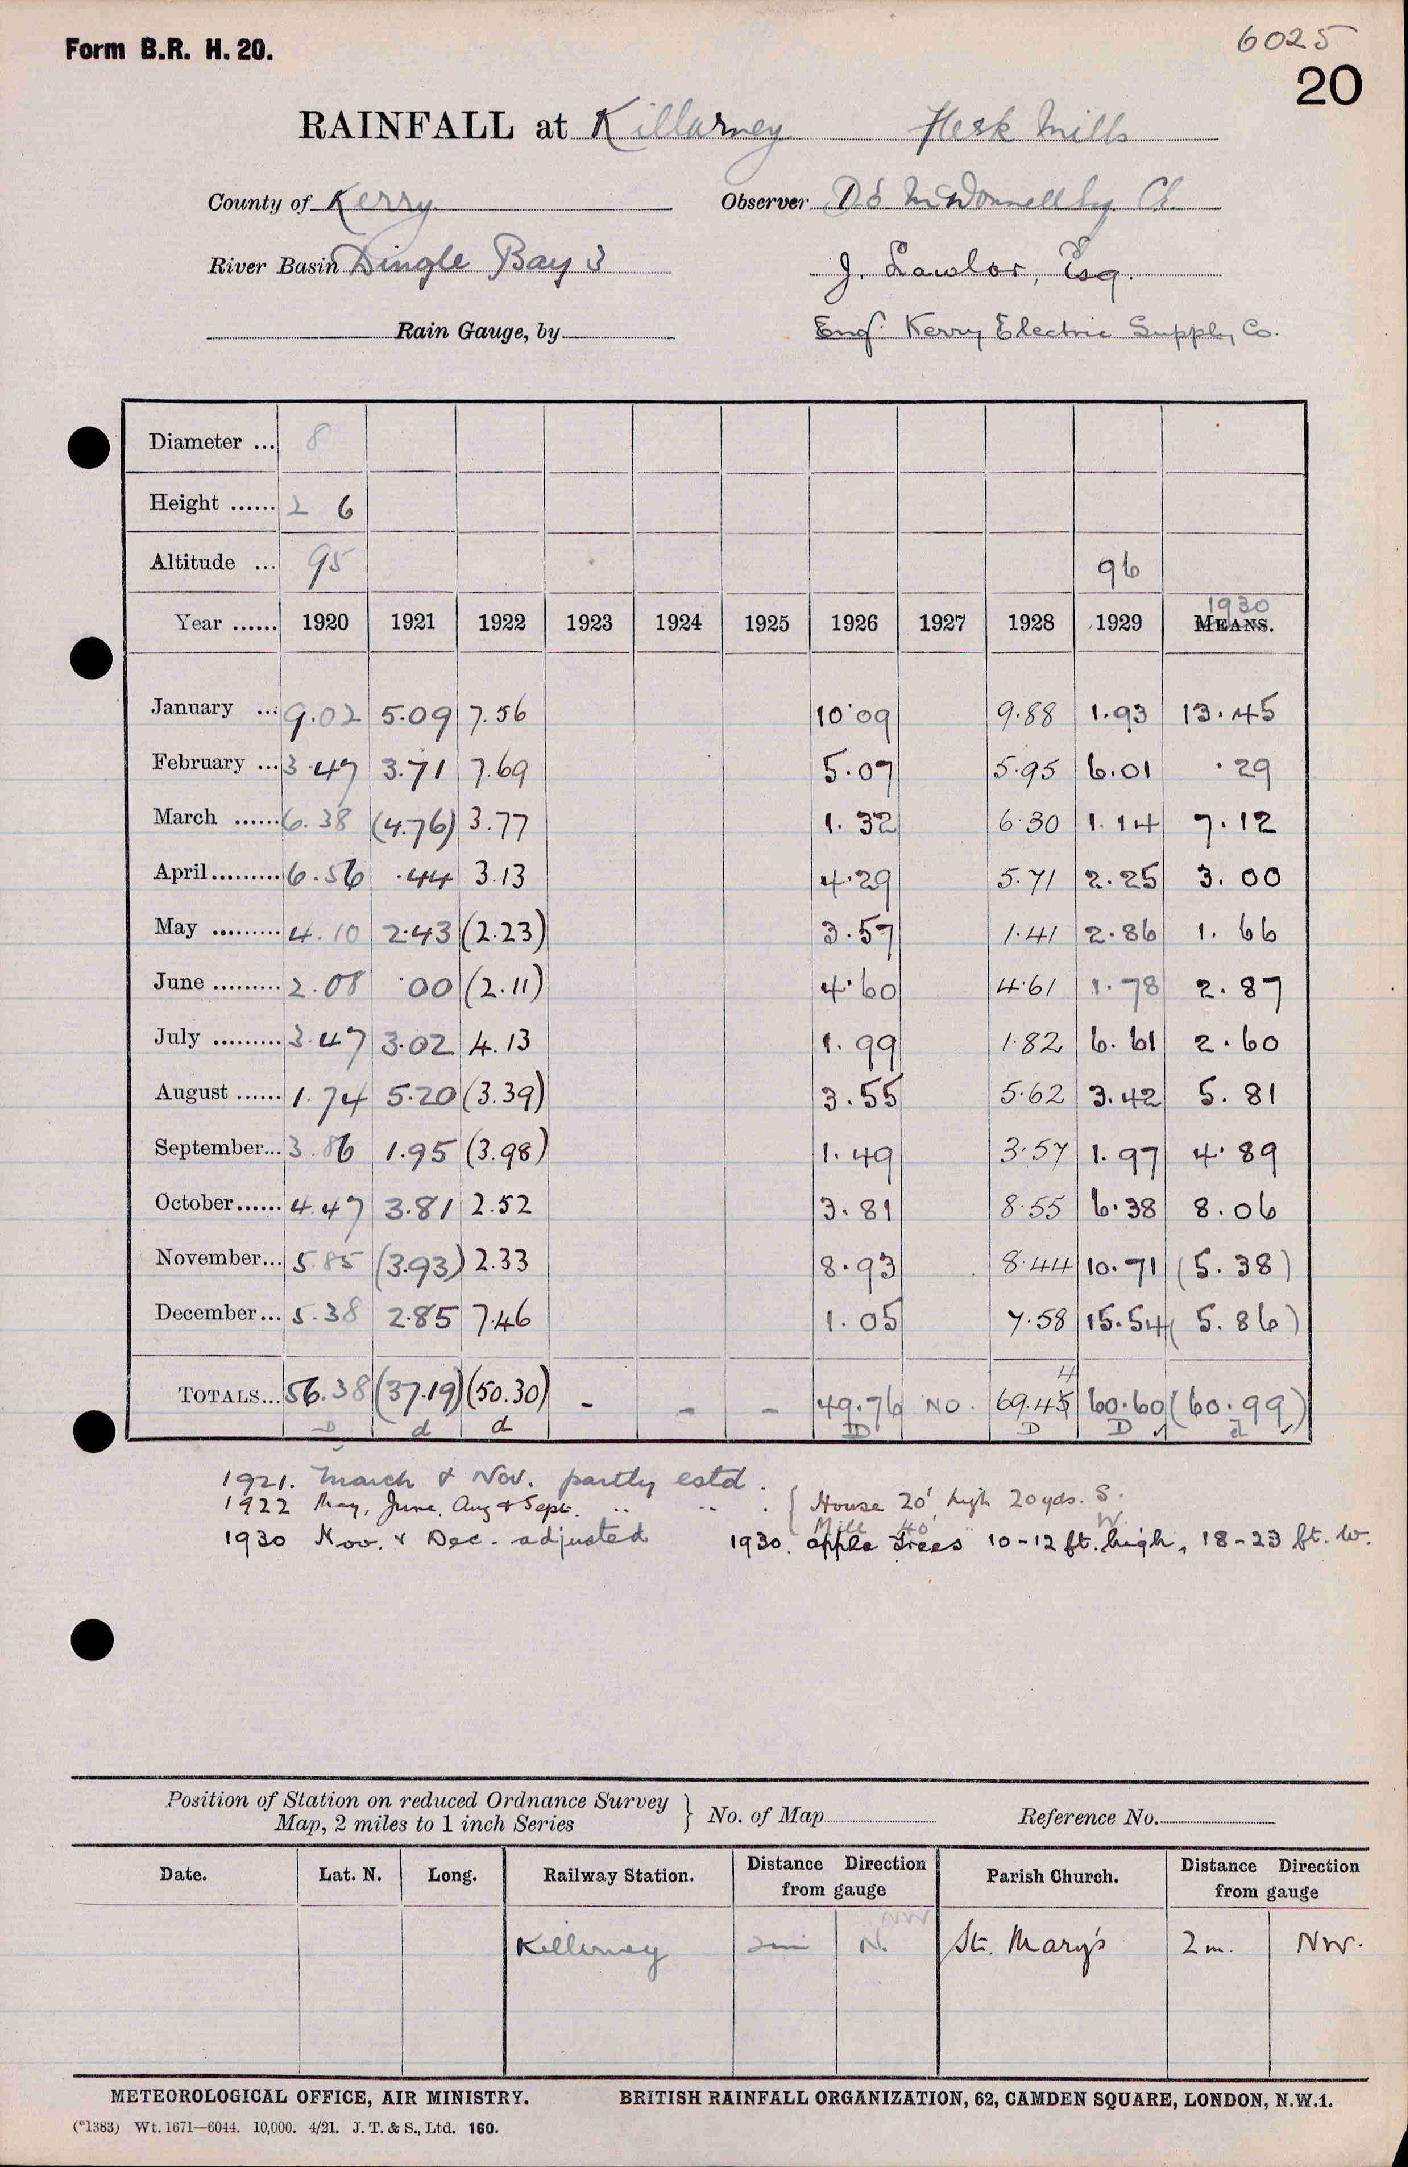 Form B.R. H. 20.
6025
20
RAINFALL at Killarney Flesk Mills
County of Kerry
Observer McDonnell by
River Basin Dingle Bay 3
J. Lawlor, Esq.
Rain Gauge, by
Eng. Kerry Electric Supply Co.
Diameter ... 8
Height ...... 2 6
Altitude ... 95 96
1930
Year ...... 1920 1921 1922 1923 1924 1925 1926 1927 1928 1929 MEANS.
January ... 9.02 5.09 7.56 10.09 9.88 1.93 13.45
February ... 3.47 3.71 7.69 5.07 5.95 6.01 .29
March ...... 6.38 (4.76) 3.77 1.32 6.30 1.14 7.12
April ......... 6.56 .44 3.13 4.29 5.71 2.25 3.00
May ......... 4.10 2.43 (2.23) 3.57 1.41 2.86 1.66
June ......... 2.08 .00 (2.11) 4.60 4.61 1.78 2.87
July ......... 3.47 3.02 4.13 1.99 1.82 6.61 2.60
August ...... 1.74 5.20 (3.39) 3.55 5.62 3.42 5.81
September... 3.86 1.95 (3.98) 1.49 3.57 1.97 4.89
October...... 4.47 3.81 2.52 3.81 8.55 6.38 8.06
November... 5.85 (3.93) 2.33 8.93 8.44 10.71 (5.38)
December... 5.38 2.85 7.46 1.05 7.58 15.54 (5.86)
4
TOTALS... 56.38 (37.19) (50.30) - - - 49.76 NO. 69.45 60.60 (60.99)
D d d D D D d
1921. March & Nov. partly estd.
1922 May, June, Aug & Sept. " " . { House 20' high 20 yds. S.
Mill 40' " W.
1930 Nov. & Dec. adjusted 1930. apple trees 10-12 ft. high, 18-23 ft. W.
Position of Station on reduced Ordnance Survey
Map, 2 miles to 1 inch Series } No. of Map Reference No.
Date. Lat. N. Long. Railway Station. Distance Direction from gauge Parish Church. Distance Direction from gauge
NW
Killarney 2m N. St. Mary's 2m. NW.
METEOROLOGICAL OFFICE, AIR MINISTRY. BRITISH RAINFALL ORGANIZATION, 62, CAMDEN SQUARE, LONDON, N.W.1.
(*1383) Wt. 1671—6044. 10,000. 4/21. J. T. & S., Ltd. 160.